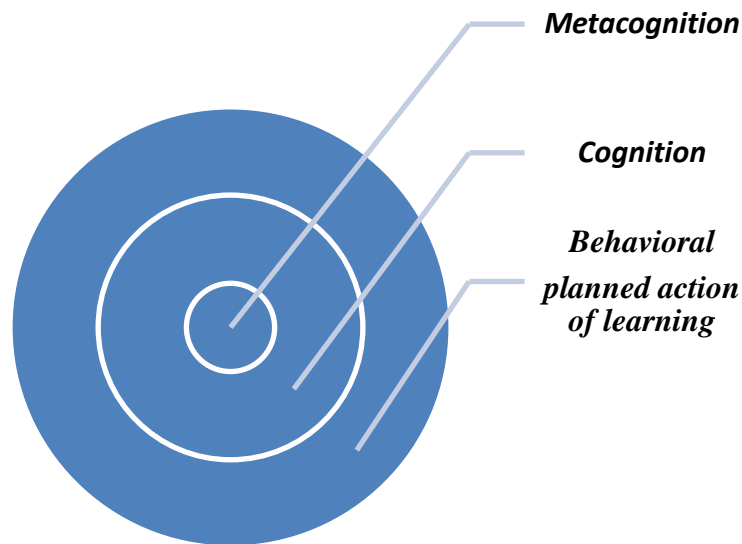 Metacognition
Cognition
Behavioral
planned action
of learning